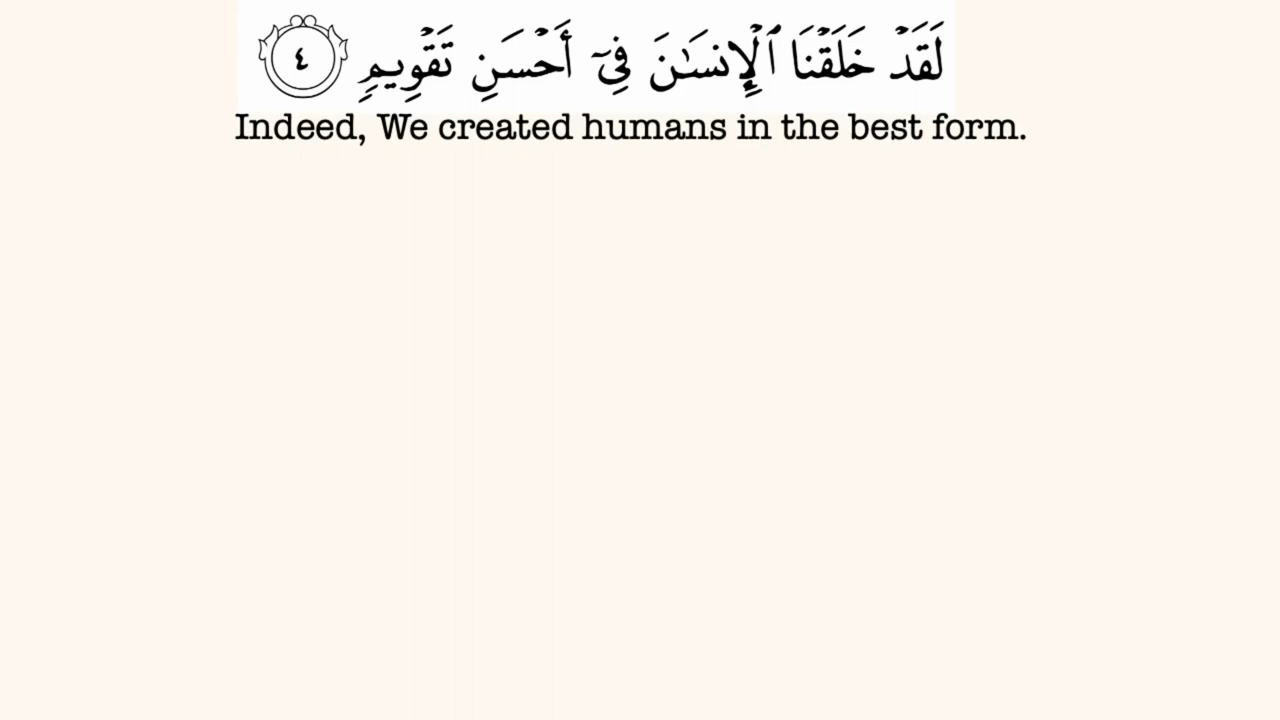 لَقَدۡ خَلَقۡنَا ٱلۡإِنسَٰنَ فِيٓ أَحۡسَنِ تَقۡوِيمٖ ٤
Indeed, We created humans in the best form.